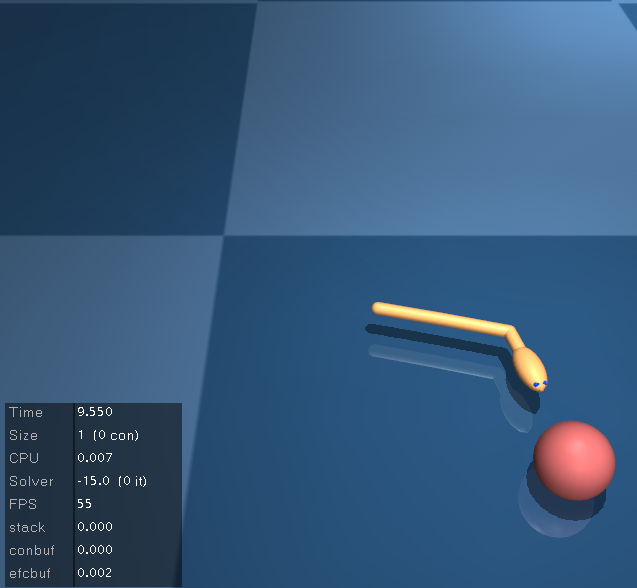 Time 9.550
Size 1 (0 con)
CPU 0.007
Solver -15.0 (0 it)
FPS 55
stack 0.000
conbuf 0.000
efcbuf 0.002